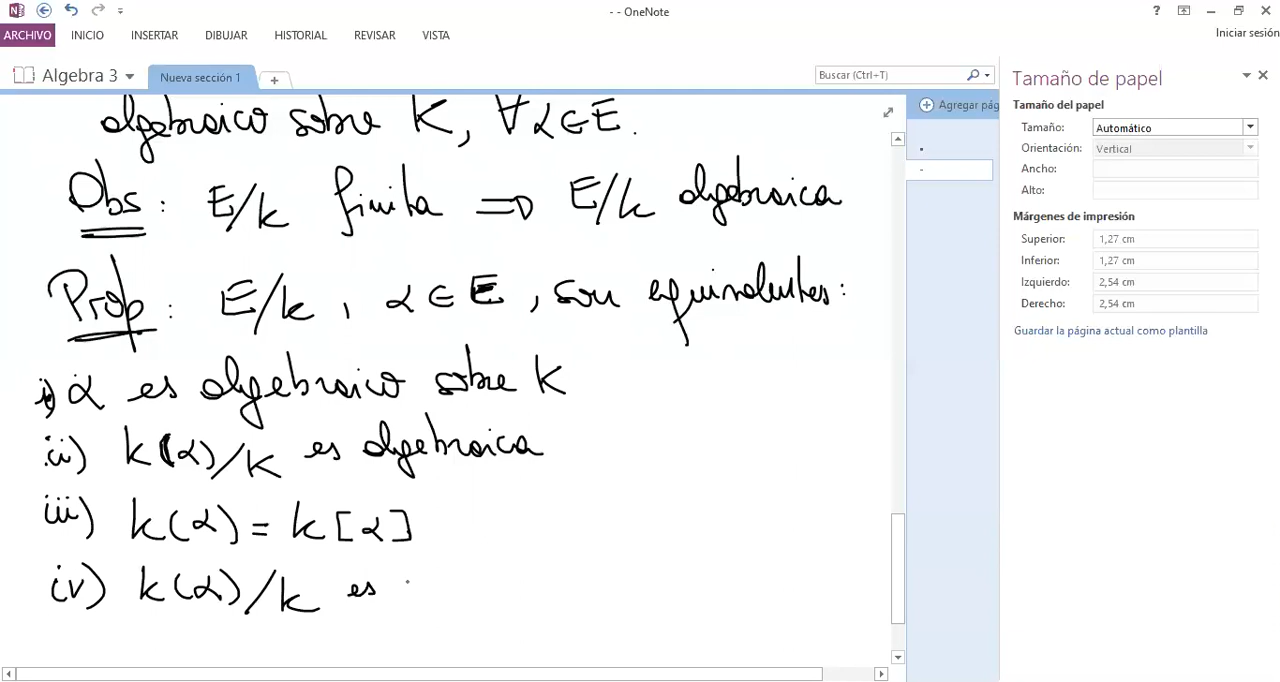 - - OneNote
ARCHIVO INICIO INSERTAR DIBUJAR HISTORIAL REVISAR VISTA
Iniciar sesión
Algebra 3 Nueva sección 1
Buscar (Ctrl+T)
Agregar pág
algebraico sobre K, ∀ α ∈ E.
Obs: E/k finita ⇒ E/k algebraica
Prop: E/k, α ∈ E, son equivalentes:
i) α es algebraico sobre K
ii) k(α)/k es algebraica
iii) k(α) = k[α]
iv) k(α)/k es
Tamaño de papel
Tamaño del papel
Tamaño: Automático
Orientación: Vertical
Ancho:
Alto:
Márgenes de impresión
Superior: 1,27 cm
Inferior: 1,27 cm
Izquierdo: 2,54 cm
Derecho: 2,54 cm
Guardar la página actual como plantilla